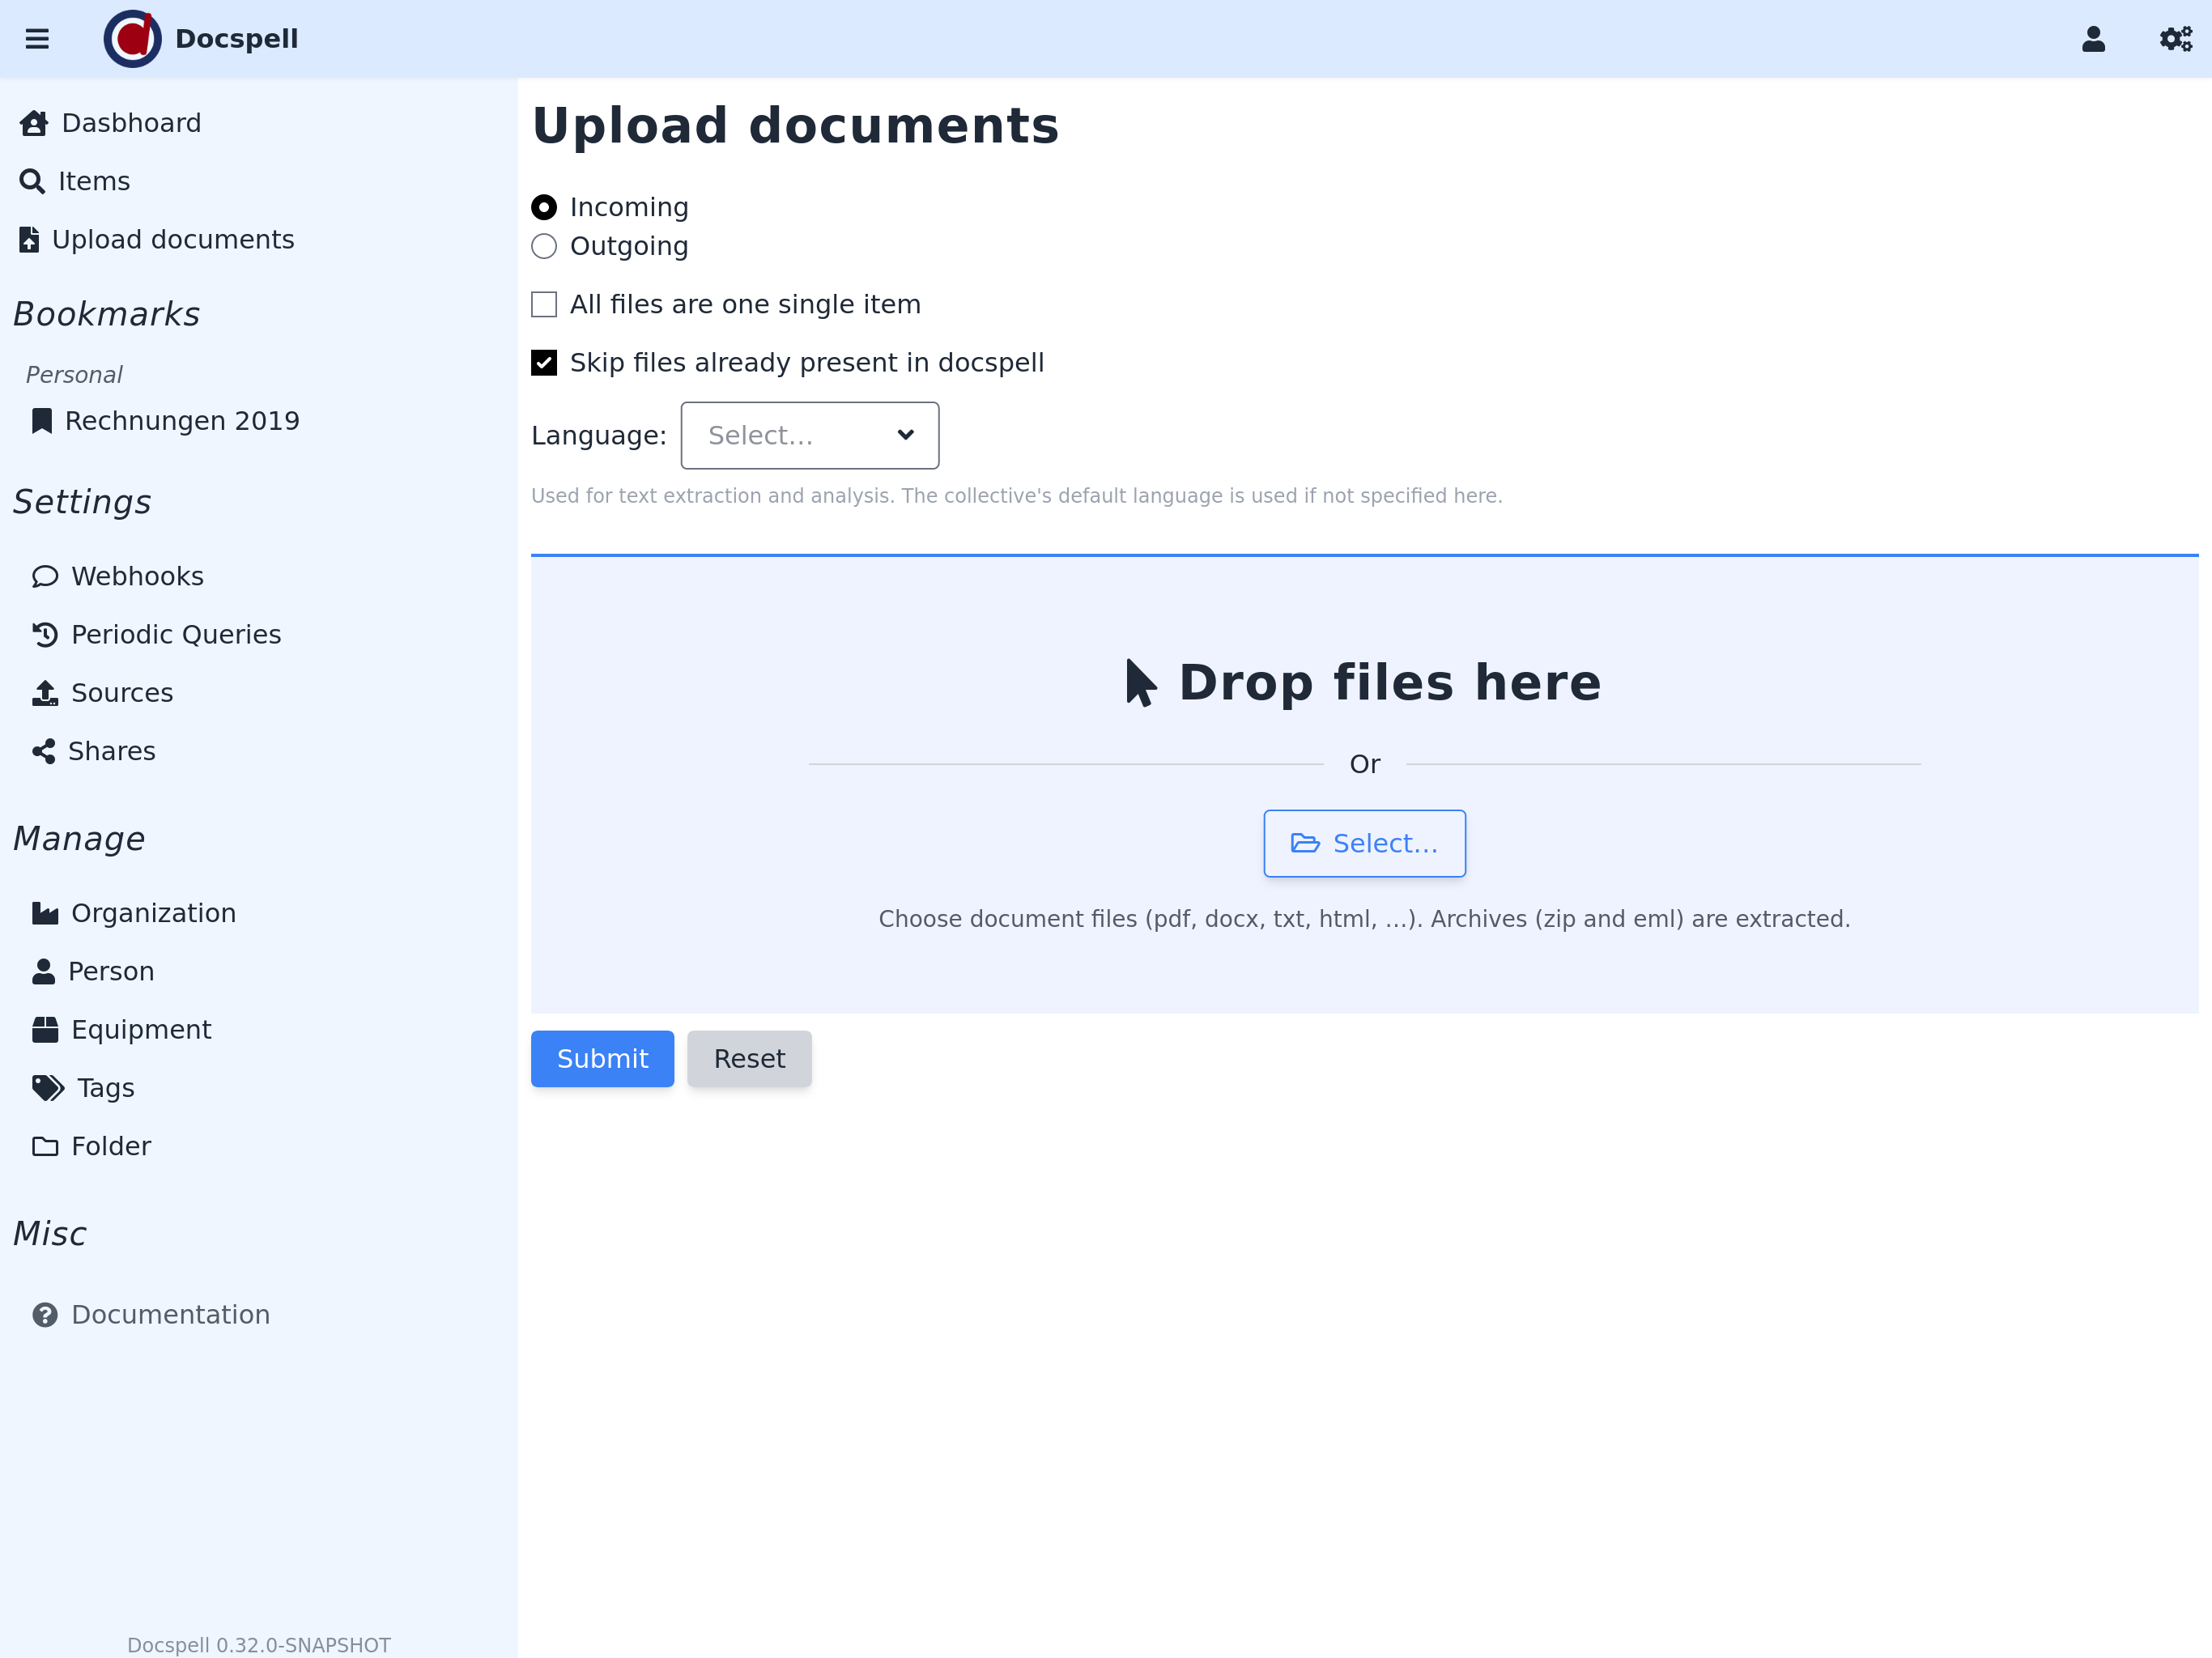 Docspell
Dasbhoard
Items
Upload documents
Bookmarks
Personal
Rechnungen 2019
Settings
Webhooks
Periodic Queries
Sources
Shares
Manage
Organization
Person
Equipment
Tags
Folder
Misc
Documentation
Docspell 0.32.0-SNAPSHOT
Upload documents
Incoming
Outgoing
All files are one single item
Skip files already present in docspell
Language: Select…
Used for text extraction and analysis. The collective's default language is used if not specified here.
Drop files here
Or
Select…
Choose document files (pdf, docx, txt, html, …). Archives (zip and eml) are extracted.
Submit Reset